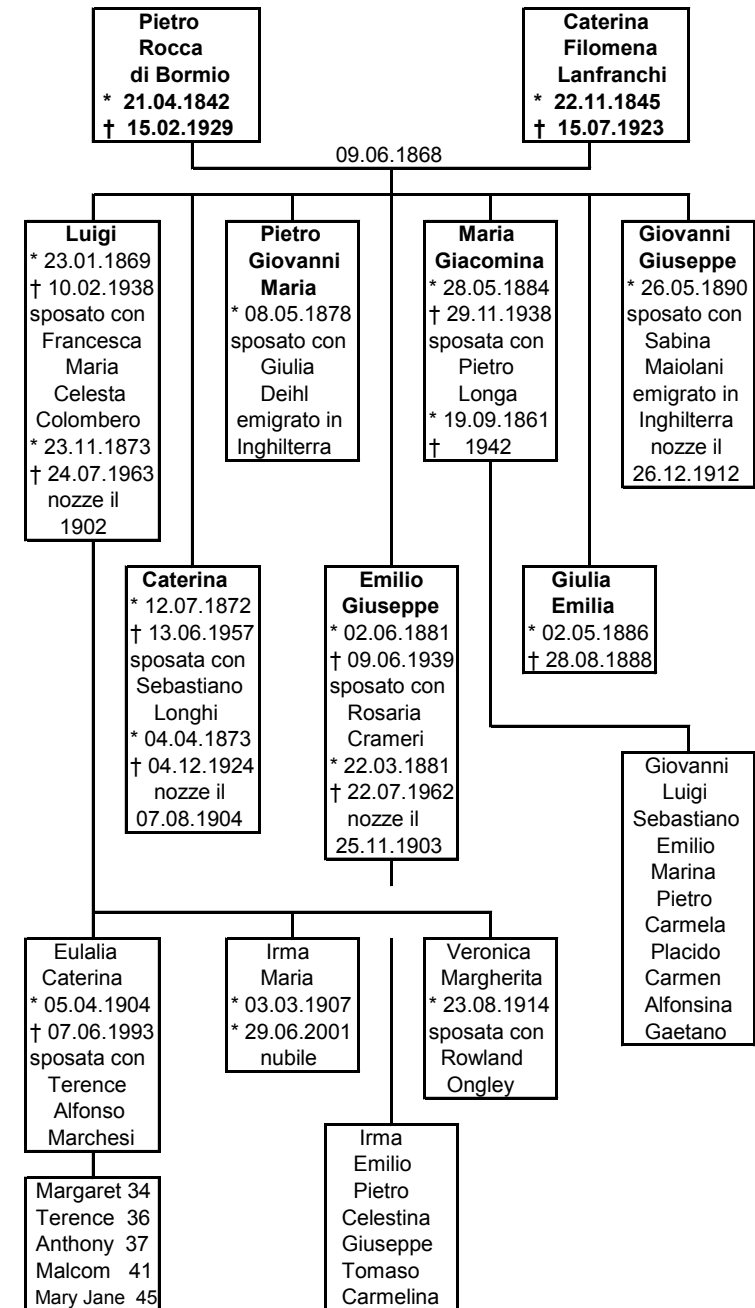 Pietro
Rocca
di Bormio
* 21.04.1842
† 15.02.1929
Caterina
Filomena
Lanfranchi
* 22.11.1845
† 15.07.1923
09.06.1868
Luigi
* 23.01.1869
† 10.02.1938
sposato con
Francesca
Maria
Celesta
Colombero
* 23.11.1873
† 24.07.1963
nozze il
1902
Pietro
Giovanni
Maria
* 08.05.1878
sposato con
Giulia
Deihl
emigrato in
Inghilterra
Maria
Giacomina
* 28.05.1884
† 29.11.1938
sposata con
Pietro
Longa
* 19.09.1861
† 1942
Giovanni
Giuseppe
* 26.05.1890
sposato con
Sabina
Maiolani
emigrato in
Inghilterra
nozze il
26.12.1912
Caterina
* 12.07.1872
† 13.06.1957
sposata con
Sebastiano
Longhi
* 04.04.1873
† 04.12.1924
nozze il
07.08.1904
Emilio
Giuseppe
* 02.06.1881
† 09.06.1939
sposato con
Rosaria
Crameri
* 22.03.1881
† 22.07.1962
nozze il
25.11.1903
Giulia
Emilia
* 02.05.1886
† 28.08.1888
Giovanni
Luigi
Sebastiano
Emilio
Marina
Pietro
Carmela
Placido
Carmen
Alfonsina
Gaetano
Eulalia
Caterina
* 05.04.1904
† 07.06.1993
sposata con
Terence
Alfonso
Marchesi
Irma
Maria
* 03.03.1907
* 29.06.2001
nubile
Veronica
Margherita
* 23.08.1914
sposata con
Rowland
Ongley
Margaret 34
Terence 36
Anthony 37
Malcom 41
Mary Jane 45
Irma
Emilio
Pietro
Celestina
Giuseppe
Tomaso
Carmelina